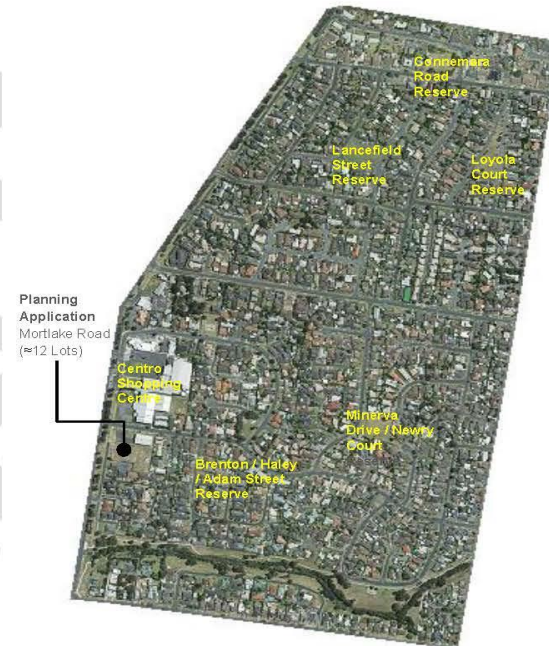 Connemara
Road
Reserve
Lancefield
Street
Reserve
Loyola
Court
Reserve
Planning
Application
Mortlake Road
(≈12 Lots)
Centro
Shopping
Centre
Minerva
Drive / Newry
Court
Brenton / Haley
/ Adam Street
Reserve